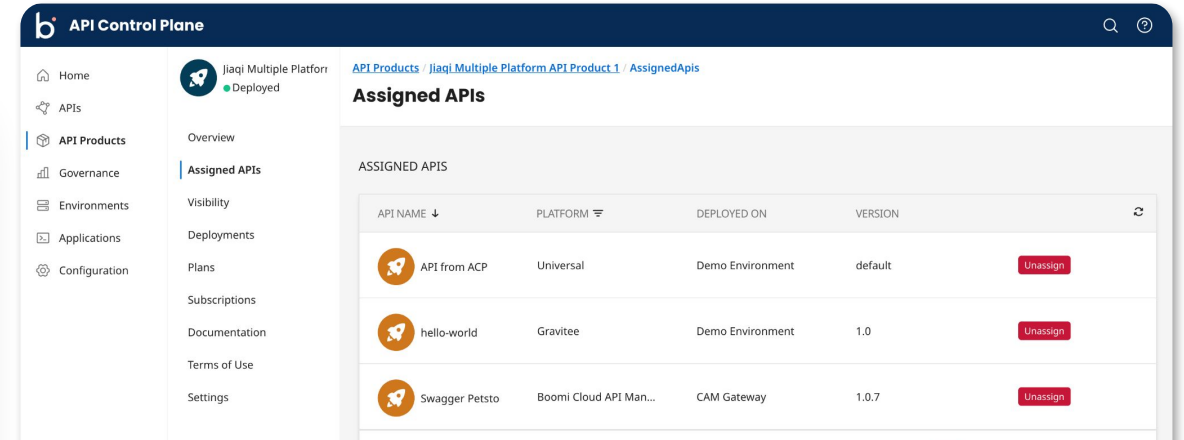 b API Control Plane
Home
APIs
API Products
Governance
Environments
Applications
Configuration
Jiaqi Multiple Platform
Deployed
Overview
Assigned APIs
Visibility
Deployments
Plans
Subscriptions
Documentation
Terms of Use
Settings
API Products / Jiaqi Multiple Platform API Product 1 / AssignedApis
Assigned APIs
ASSIGNED APIS
API NAME PLATFORM DEPLOYED ON VERSION
API from ACP Universal Demo Environment default Unassign
hello-world Gravitee Demo Environment 1.0 Unassign
Swagger Petsto Boomi Cloud API Man... CAM Gateway 1.0.7 Unassign